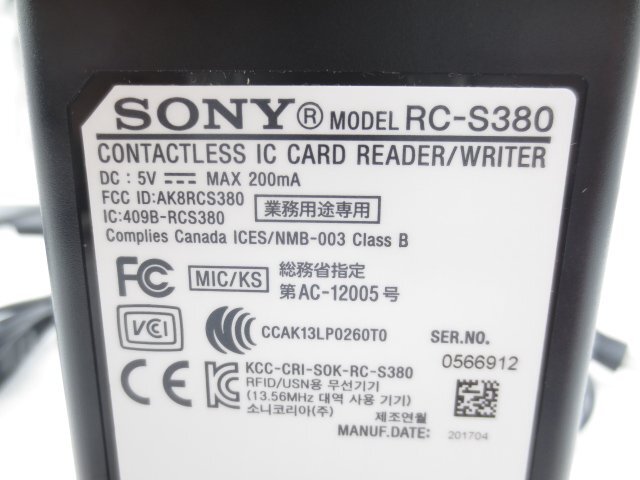 SONY® MODEL RC-S380
CONTACTLESS IC CARD READER/WRITER
DC : 5V ⎓ MAX 200mA
FCC ID:AK8RCS380
IC:409B-RCS380
業務用途専用
Complies Canada ICES/NMB-003 Class B
FC
MIC/KS
総務省指定
第AC-12005号
VCI
CCAK13LP0260T0
SER.NO.
0566912
CE
KCC-CRI-S0K-RC-S380
RFID/USN용 무선기기
(13.56MHz 대역 사용 기기)
소니코리아(주)
제조연월
MANUF.DATE: 201704